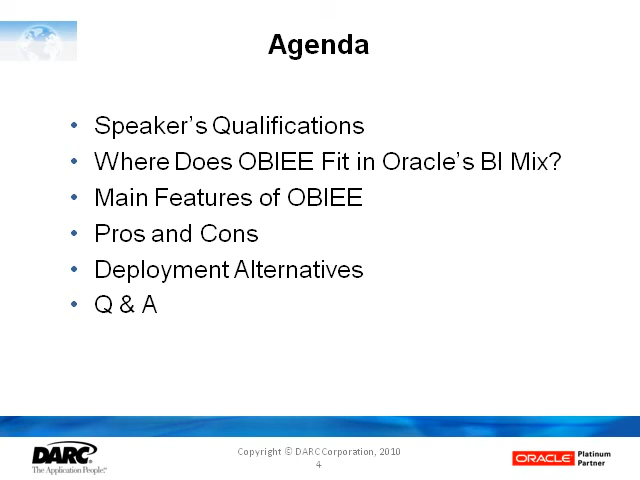 Agenda
• Speaker's Qualifications
• Where Does OBIEE Fit in Oracle's BI Mix?
• Main Features of OBIEE
• Pros and Cons
• Deployment Alternatives
• Q & A
DARC
The Application People
Copyright © DARC Corporation, 2010
4
ORACLE Platinum
Partner